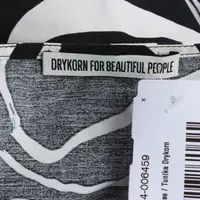 DRYKORN FOR BEAUTIFUL PEOPLE
x
4-006459
Tunika Drykorn